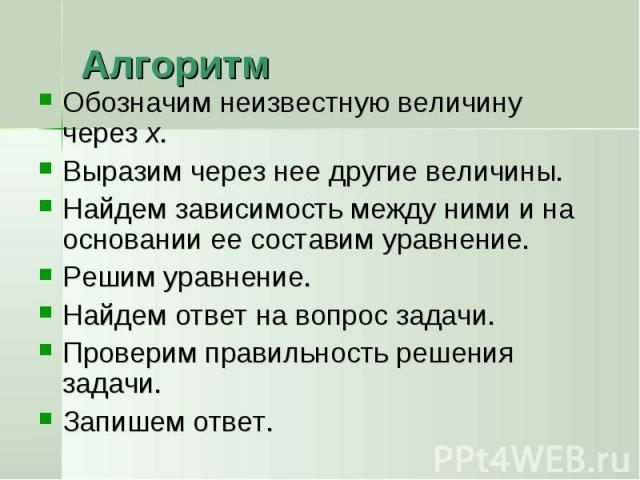 Алгоритм
Обозначим неизвестную величину
через х.
Выразим через нее другие величины.
Найдем зависимость между ними и на
основании ее составим уравнение.
Решим уравнение.
Найдем ответ на вопрос задачи.
Проверим правильность решения
задачи.
Запишем ответ.
PPt4WEB.ru